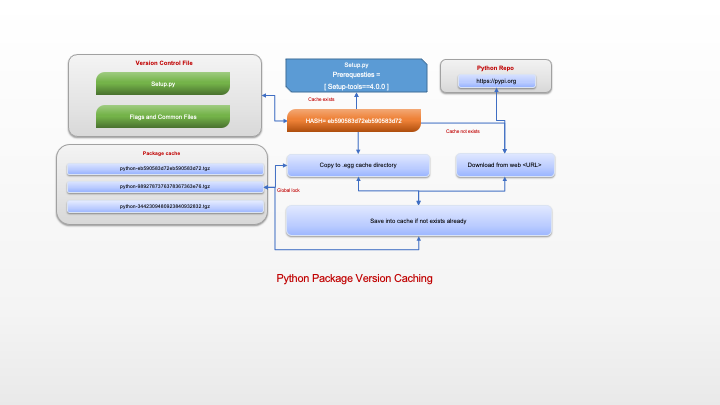 Version Control File
Setup.py
Flags and Common Files
Setup.py
Prerequesties =
[ Setup-tools==4.0.0 ]
Python Repo
https://pypi.org
Cache exists
HASH= eb590583d72ab590583d72
Cache not exists
Package cache
python-eb590583d72eb590583d72.tgz
python-9892787370378367363e76.tgz
python-3442309480923840932832.tgz
Copy to .egg cache directory
Download from web <URL>
Global lock
Save into cache if not exists already
Python Package Version Caching